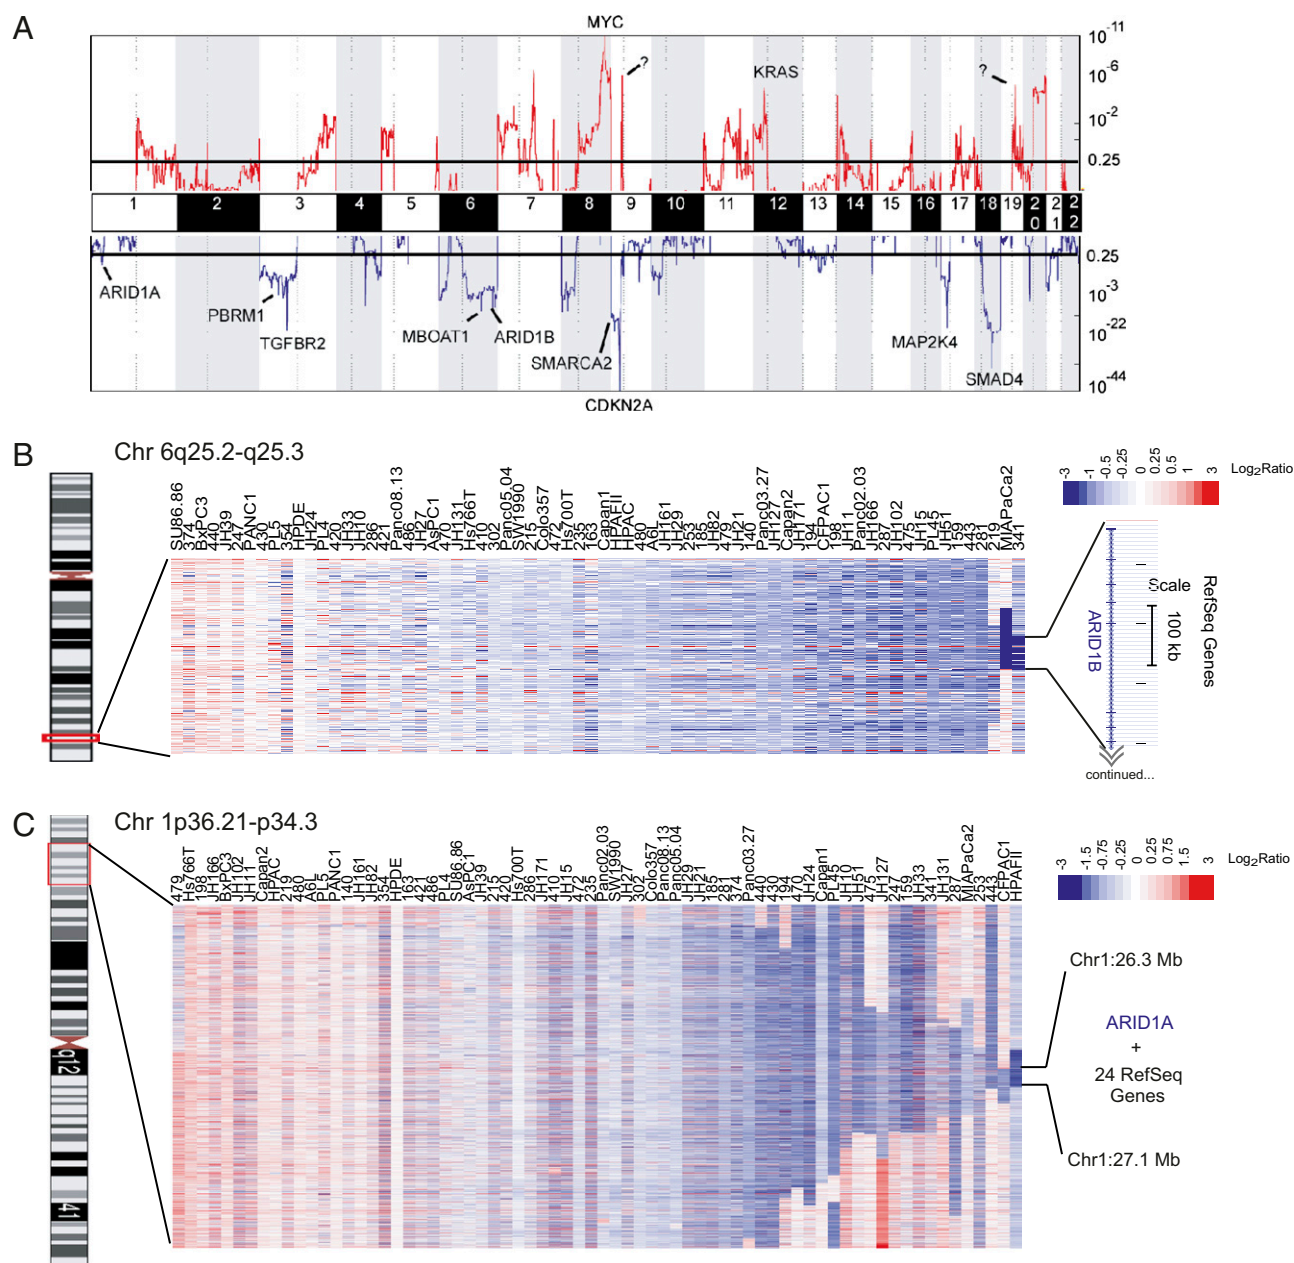 A
MYC
?
KRAS
?
10-11
10-6
10-2
0.25
1 2 3 4 5 6 7 8 9 10 11 12 13 14 15 16 17 18 19 20 21 22
0.25
10-3
10-22
10-44
ARID1A
PBRM1
TGFBR2
MBOAT1
ARID1B
SMARCA2
CDKN2A
MAP2K4
SMAD4
B
Chr 6q25.2-q25.3
SU86.86
374
BxPC3
440
JH39
247
PANC1
430
PL5
354
HPDE
JH24
PL4
420
JH33
JH10
286
421
Panc08.13
486
JH27
AsPC1
470
JH131
Hs766T
410
302
Panc05.04
SW1990
215
Colo357
472
Hs700T
235
163
Capan1
HPAFII
HPAC
480
A6L
JH161
JH29
253
185
JH82
479
JH21
140
Panc03.27
JH127
Capan2
JH171
194
CFPAC1
198
JH11
Panc02.03
JH166
287
JH102
475
JH15
PL45
JH51
159
443
281
219
MIAPaCa2
341
-3
-1
-0.5
-0.25
0
0.25
0.5
1
3
Log2Ratio
ARID1B
Scale
100 kb
RefSeq Genes
continued...
C
Chr 1p36.21-p34.3
479
Hs766T
198
JH166
BxPC3
JH102
JH11
Capan2
HPAC
219
480
A6L
PL5
PANC1
140
JH161
JH82
354
HPDE
163
421
486
PL4
SU86.86
AsPC1
JH39
215
420
Hs700T
286
JH171
410
JH15
472
235
Panc02.03
SW1990
JH27
302
Colo357
Panc08.13
Panc05.04
JH29
JH21
185
281
374
Panc03.27
440
430
194
470
JH24
Capan1
PL45
JH10
JH51
475
JH127
247
159
JH33
341
JH131
287
MIAPaCa2
253
443
CFPAC1
HPAFII
-3
-1.5
-0.75
-0.25
0
0.25
0.75
1.5
3
Log2Ratio
q12
41
Chr1:26.3 Mb
ARID1A
+
24 RefSeq
Genes
Chr1:27.1 Mb